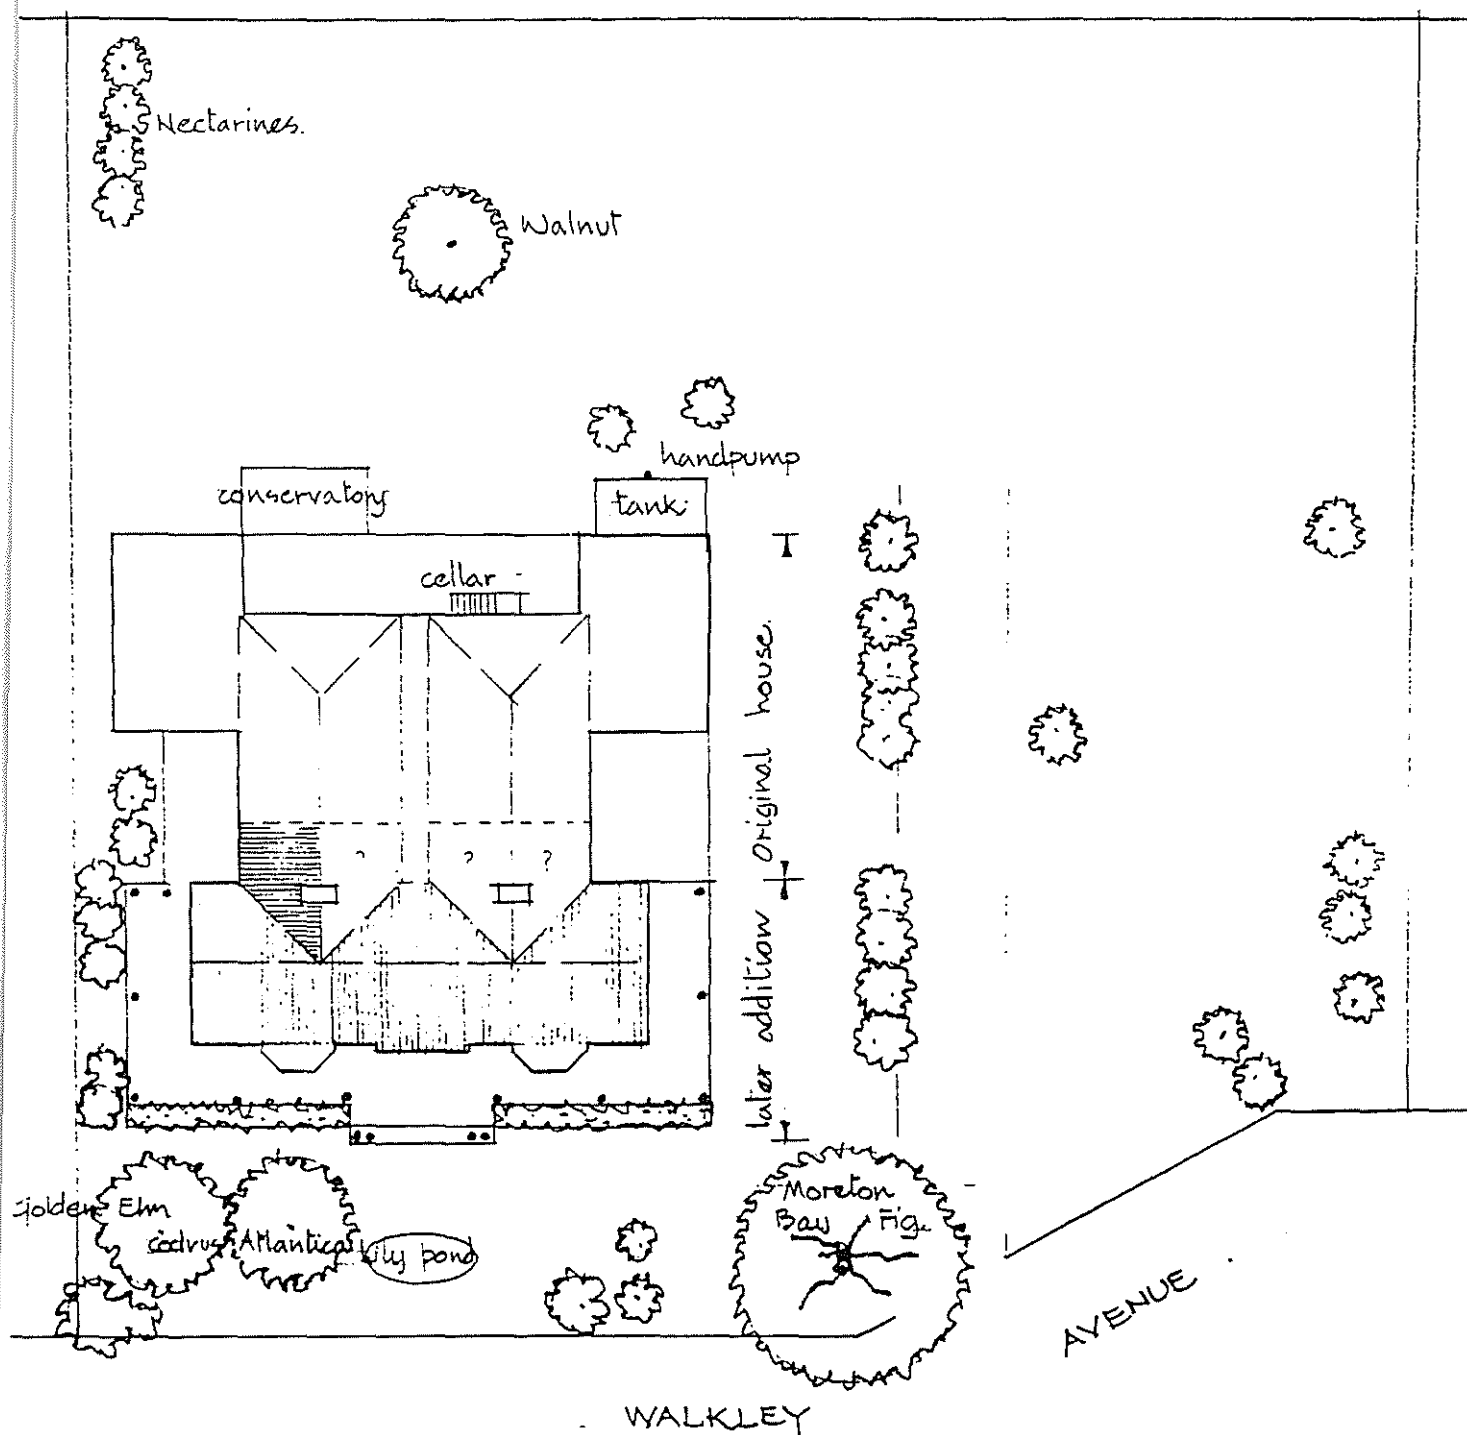 Nectarines.
Walnut
handpump
conservatory
tank
cellar
Original house.
?
?
?
later addition
Moreton
Bay Fig.
Golden Elm
cedrus Atlantica
Lily pond
AVENUE
WALKLEY